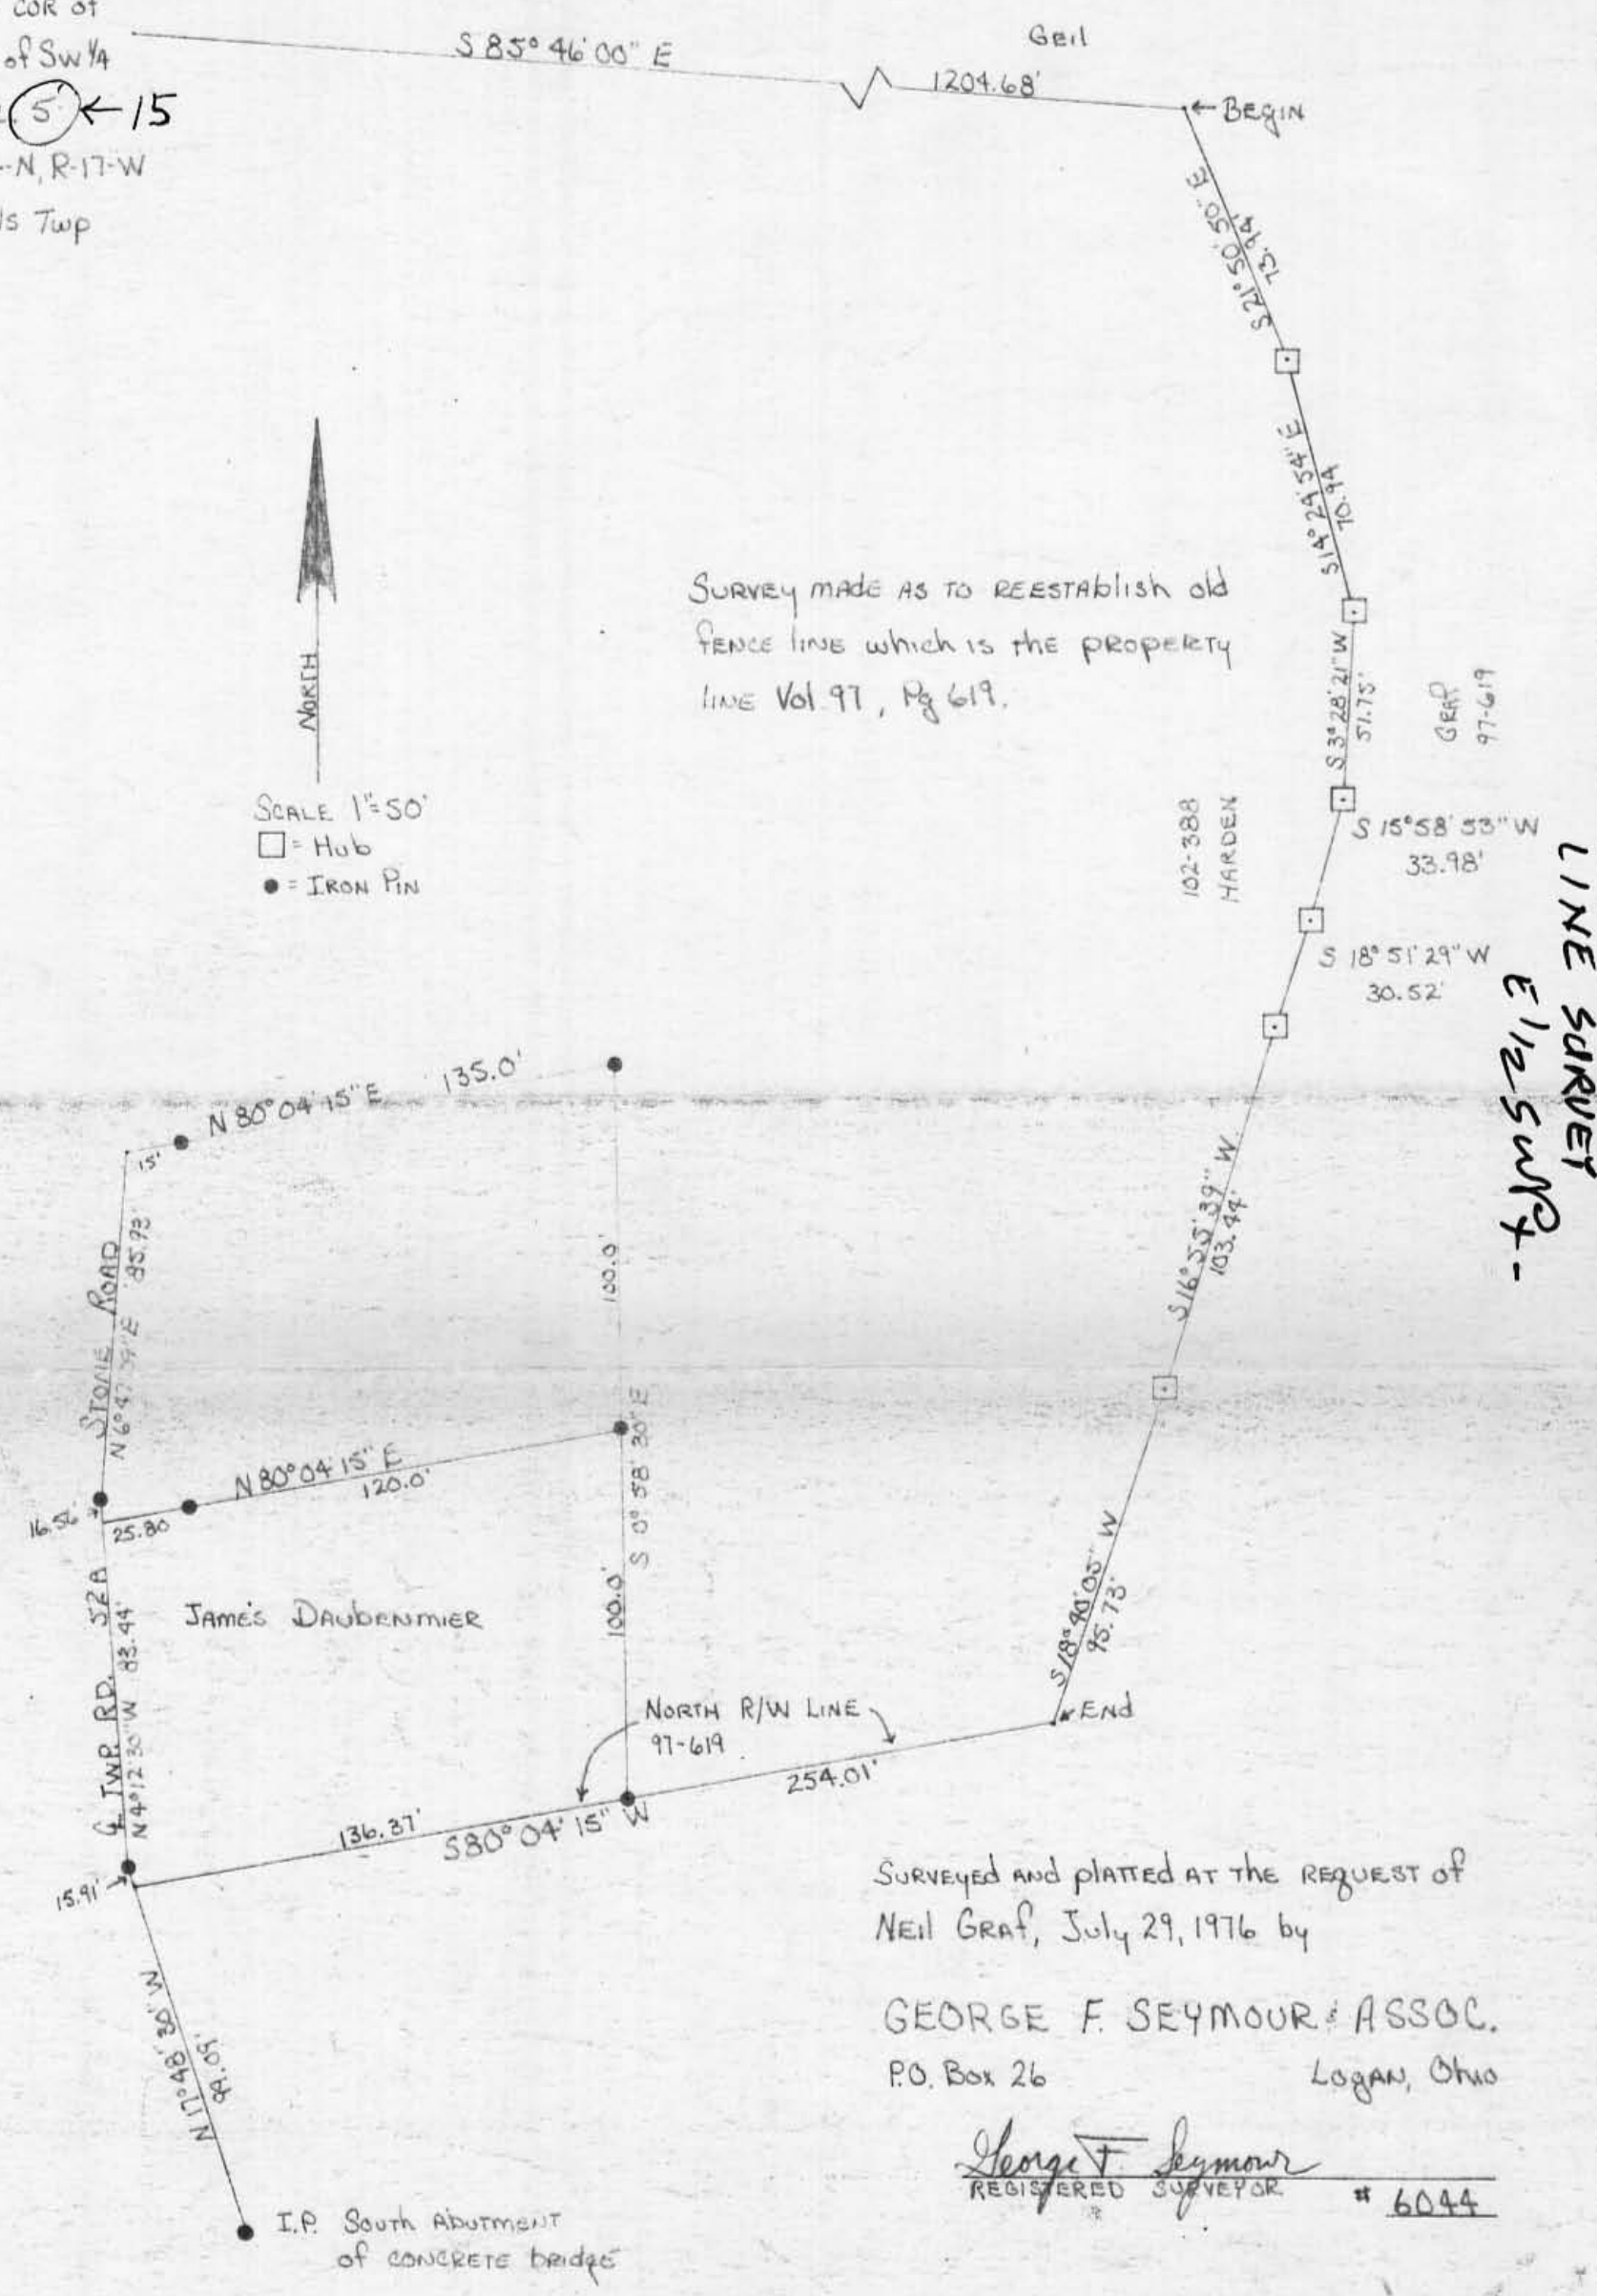 COR of
of SW 1/4
5' ← 15
-N, R-17-W
Twp
S 85° 46' 00" E
Geil
1204.68'
← BEGIN
S 21° 50' 50" E
73.94'
S 14° 24' 54" E
70.94
SURVEY MADE AS TO REESTABLISH old
FENCE LINE which is the PROPERTY
LINE Vol. 97, Pg 619.
NORTH
S 3° 28' 21" W
51.75'
GRAF
97-619
SCALE 1"=50'
□ = Hub
● = IRON PIN
102-388
HARDEN
S 15° 58' 53" W
33.98'
S 18° 51' 29" W
30.52'
LINE SURVEY
E 1/2 SW Pt -
N 80° 04' 15" E 135.0'
15'
100.0'
S 16° 55' 39" W
103.44'
STONE ROAD
N 6° 47' 39" E 85.93'
N 80° 04' 15" E
120.0'
16.56'
25.80
S 0° 58' 30" E
100.0'
JAMES DAUBENMIER
S 18° 40' 05" W
95.73'
℄ TWP. RD. 52A
N 4° 12' 30" W 83.44'
NORTH R/W LINE
97-619
END
254.01'
136.37'
S 80° 04' 15" W
15.91'
SURVEYED AND PLATTED AT THE REQUEST of
NEIL GRAF, July 29, 1976 by
N 17° 48' 30" W
GEORGE F. SEYMOUR & ASSOC.
P.O. Box 26 LOGAN, Ohio
George F. Seymour
REGISTERED SURVEYOR # 6044
I.P. South ABUTMENT
of CONCRETE bridge